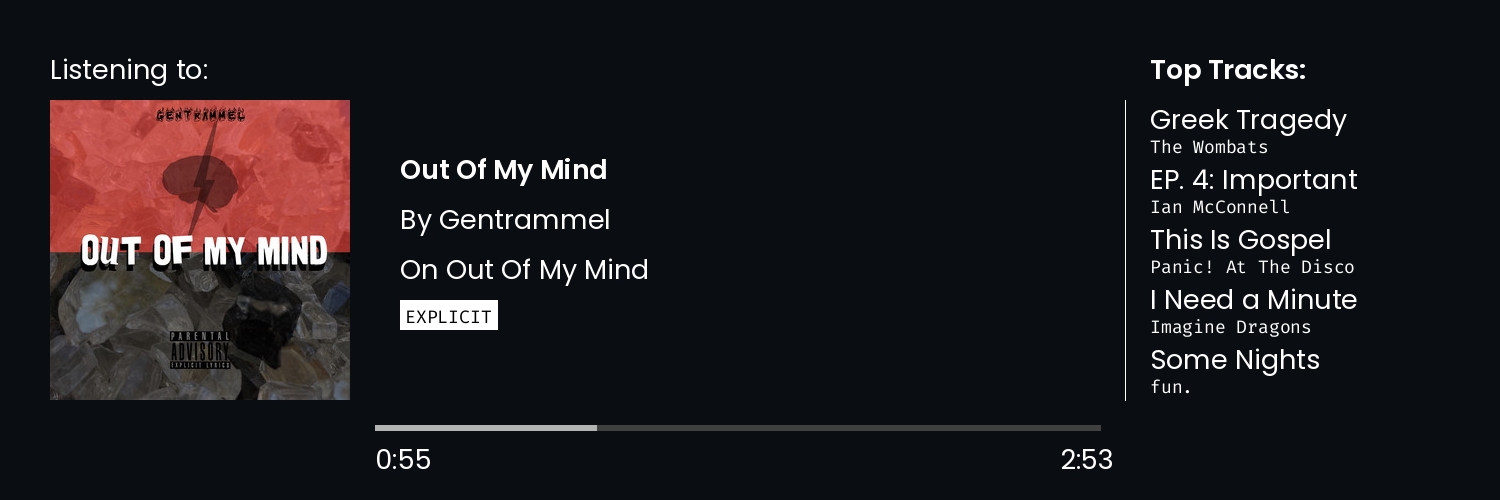 Listening to:
GENTRAMMEL
OUT OF MY MIND
PARENTAL
ADVISORY
EXPLICIT LYRICS
Out Of My Mind
By Gentrammel
On Out Of My Mind
EXPLICIT
0:55
2:53
Top Tracks:
Greek Tragedy
The Wombats
EP. 4: Important
Ian McConnell
This Is Gospel
Panic! At The Disco
I Need a Minute
Imagine Dragons
Some Nights
fun.